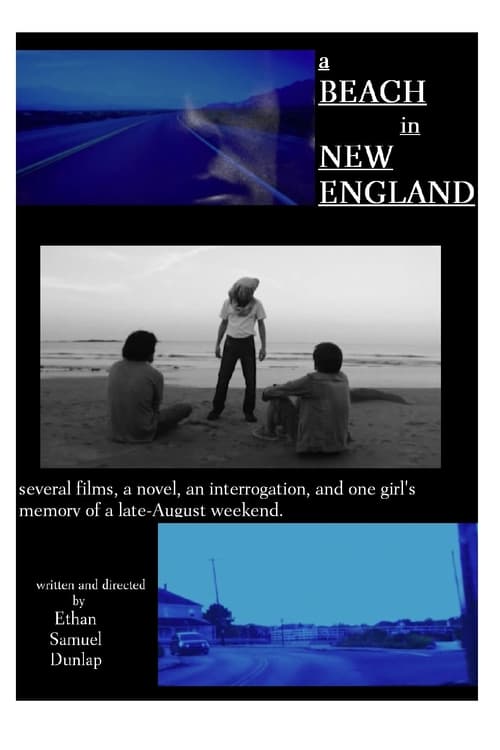 a
BEACH
in
NEW
ENGLAND
several films, a novel, an interrogation, and one girl's
memory of a late-August weekend.
written and directed
by
Ethan
Samuel
Dunlap